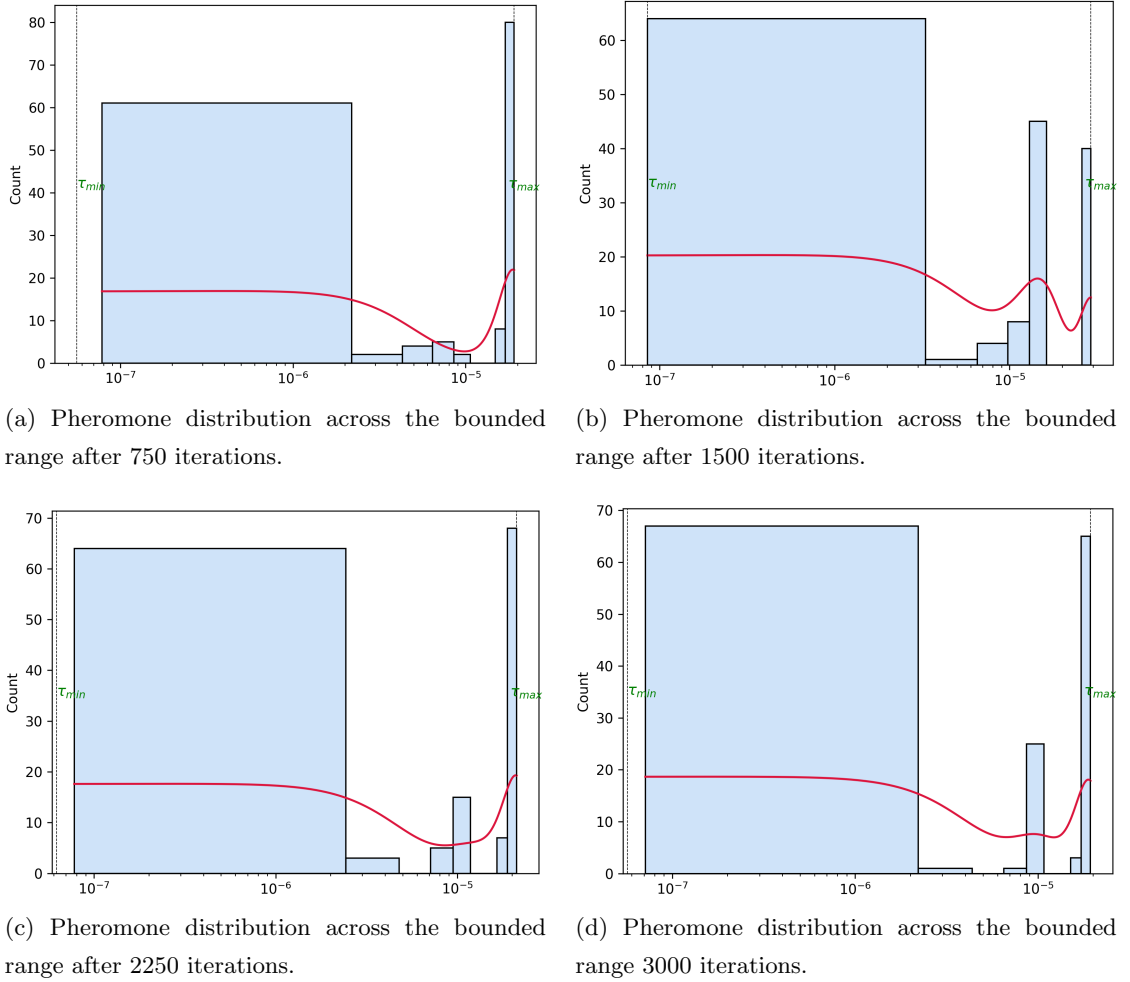 80
70
60
50
40
30
20
10
0
Count
τmin
τmax
10⁻⁷
10⁻⁶
10⁻⁵
(a) Pheromone distribution across the bounded
range after 750 iterations.
60
50
40
30
20
10
0
Count
τmin
τmax
10⁻⁷
10⁻⁶
10⁻⁵
(b) Pheromone distribution across the bounded
range after 1500 iterations.
70
60
50
40
30
20
10
0
Count
τmin
τmax
10⁻⁷
10⁻⁶
10⁻⁵
(c) Pheromone distribution across the bounded
range after 2250 iterations.
70
60
50
40
30
20
10
0
Count
τmin
τmax
10⁻⁷
10⁻⁶
10⁻⁵
(d) Pheromone distribution across the bounded
range 3000 iterations.